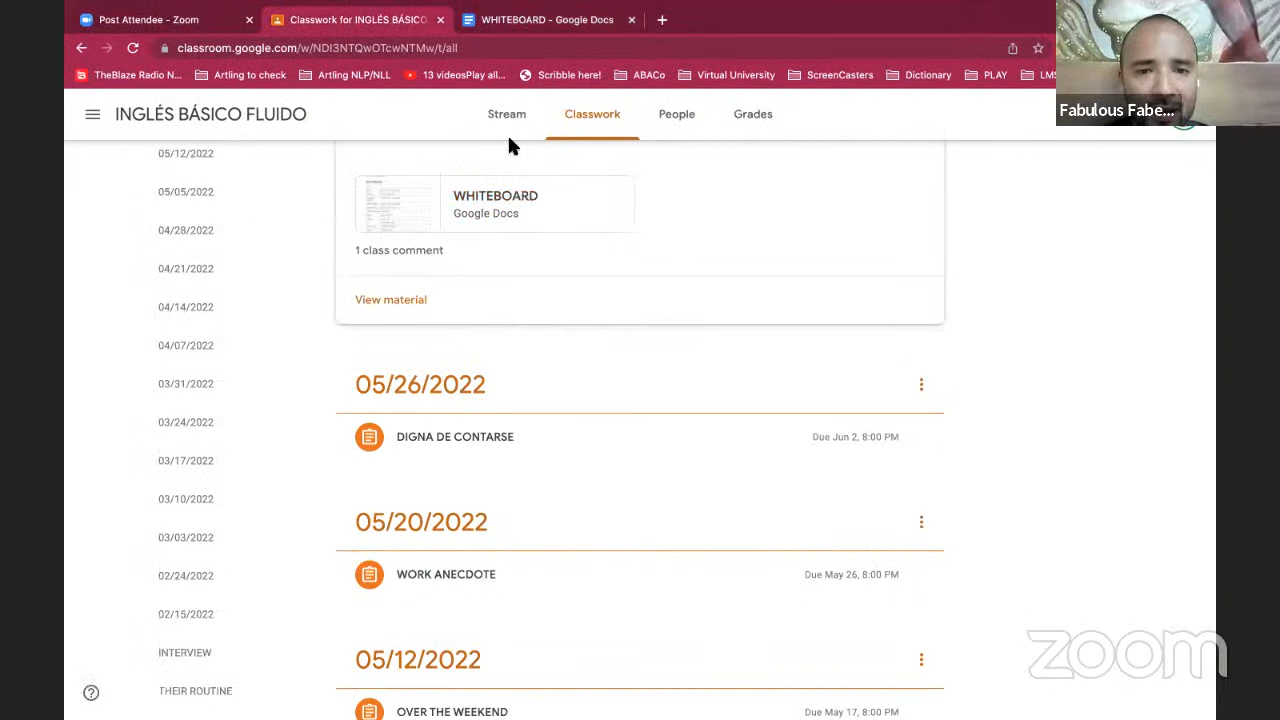 Post Attendee - Zoom
Classwork for INGLÉS BÁSICO
WHITEBOARD - Google Docs
classroom.google.com/w/NDI3NTQwOTcwNTMw/t/all
TheBlaze Radio N...
Artling to check
Artling NLP/NLL
13 videosPlay all...
Scribble here!
ABACo
Virtual University
ScreenCasters
Dictionary
PLAY
LMS
Fabulous Fabe...
INGLÉS BÁSICO FLUIDO
Stream
Classwork
People
Grades
05/12/2022
05/05/2022
04/28/2022
04/21/2022
04/14/2022
04/07/2022
03/31/2022
03/24/2022
03/17/2022
03/10/2022
03/03/2022
02/24/2022
02/15/2022
INTERVIEW
THEIR ROUTINE
WHITEBOARD
Google Docs
1 class comment
View material
05/26/2022
DIGNA DE CONTARSE
Due Jun 2, 8:00 PM
05/20/2022
WORK ANECDOTE
Due May 26, 8:00 PM
05/12/2022
OVER THE WEEKEND
Due May 17, 8:00 PM
zoom